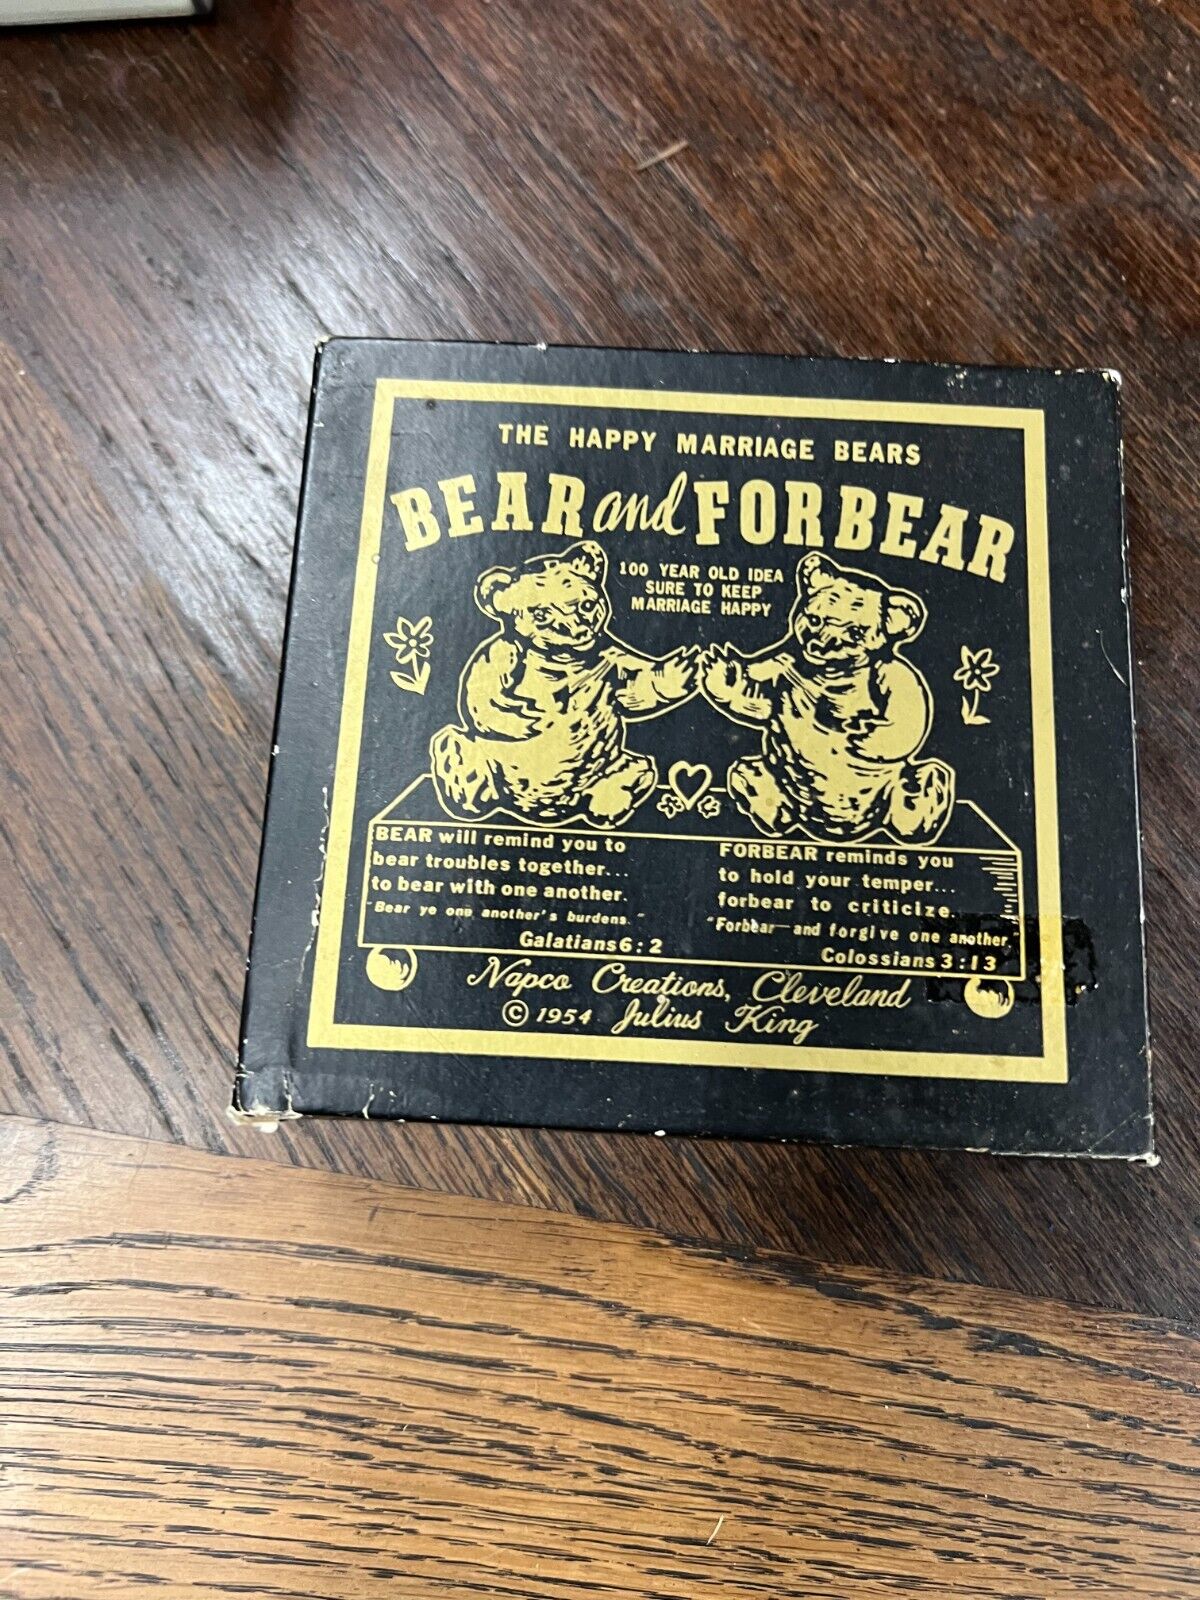 THE HAPPY MARRIAGE BEARS
BEAR and FORBEAR
100 YEAR OLD IDEA
SURE TO KEEP
MARRIAGE HAPPY
BEAR will remind you to
bear troubles together...
to bear with one another.
"Bear ye one another's burdens."
Galatians 6:2
FORBEAR reminds you
to hold your temper...
forbear to criticize.
"Forbear—and forgive one another."
Colossians 3:13
Napco Creations, Cleveland
© 1954 Julius King